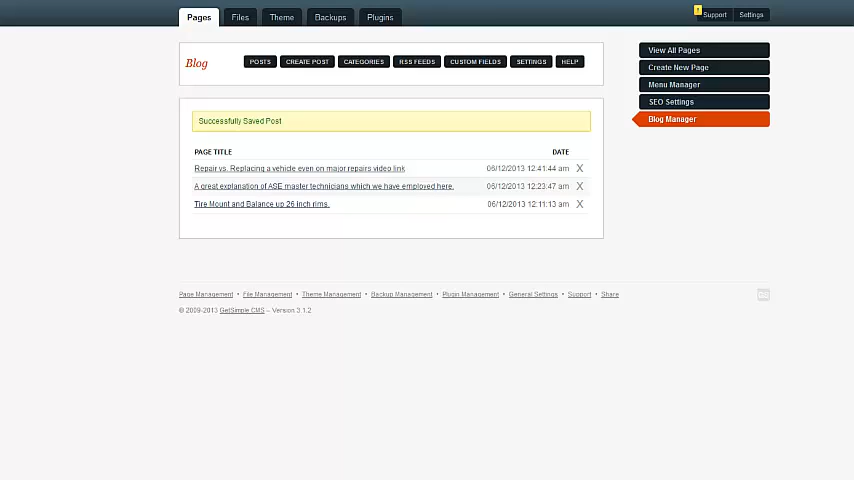 Pages Files Theme Backups Plugins ! Support Settings
Blog POSTS CREATE POST CATEGORIES RSS FEEDS CUSTOM FIELDS SETTINGS HELP
View All Pages
Create New Page
Menu Manager
SEO Settings
Blog Manager
Successfully Saved Post
PAGE TITLE DATE
Repair vs. Replacing a vehicle even on major repairs video link 06/12/2013 12:41:44 am X
A great explanation of ASE master technicians which we have employed here. 06/12/2013 12:23:47 am X
Tire Mount and Balance up 26 inch rims. 06/12/2013 12:11:13 am X
Page Management • File Management • Theme Management • Backup Management • Plugin Management • General Settings • Support • Share
© 2009-2013 GetSimple CMS – Version 3.1.2